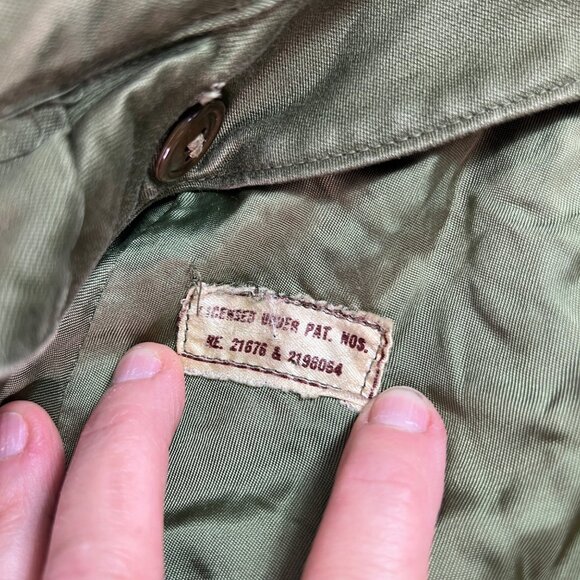 LICENSED UNDER PAT. NOS.
RE. 21676 & 2196064